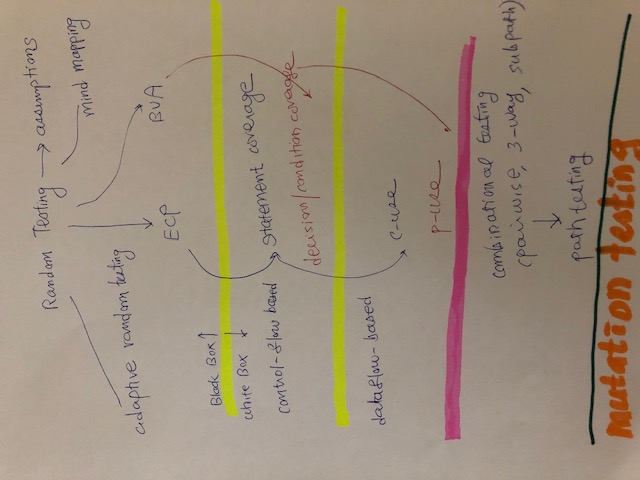 Random Testing → assumptions
mind mapping
adaptive random testing
ECP
BVA
Black Box ↑
White Box ↓
control-flow based
statement coverage
decision/condition coverage
dataflow-based
C-use
P-use
combinational testing
(pairwise, 3-way, subpath)
path testing
mutation testing